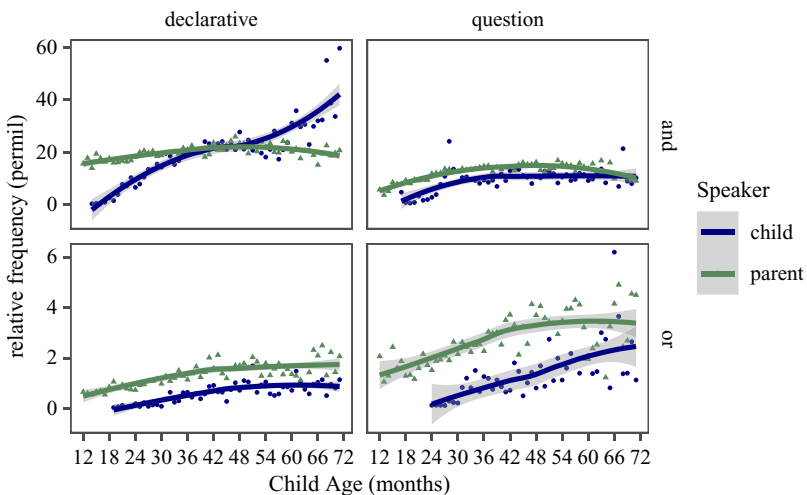 declarative question
60
40
20
0
and
6
4
2
0
or
relative frequency (permil)
12 18 24 30 36 42 48 54 60 66 72 12 18 24 30 36 42 48 54 60 66 72
Child Age (months)
Speaker
child
parent